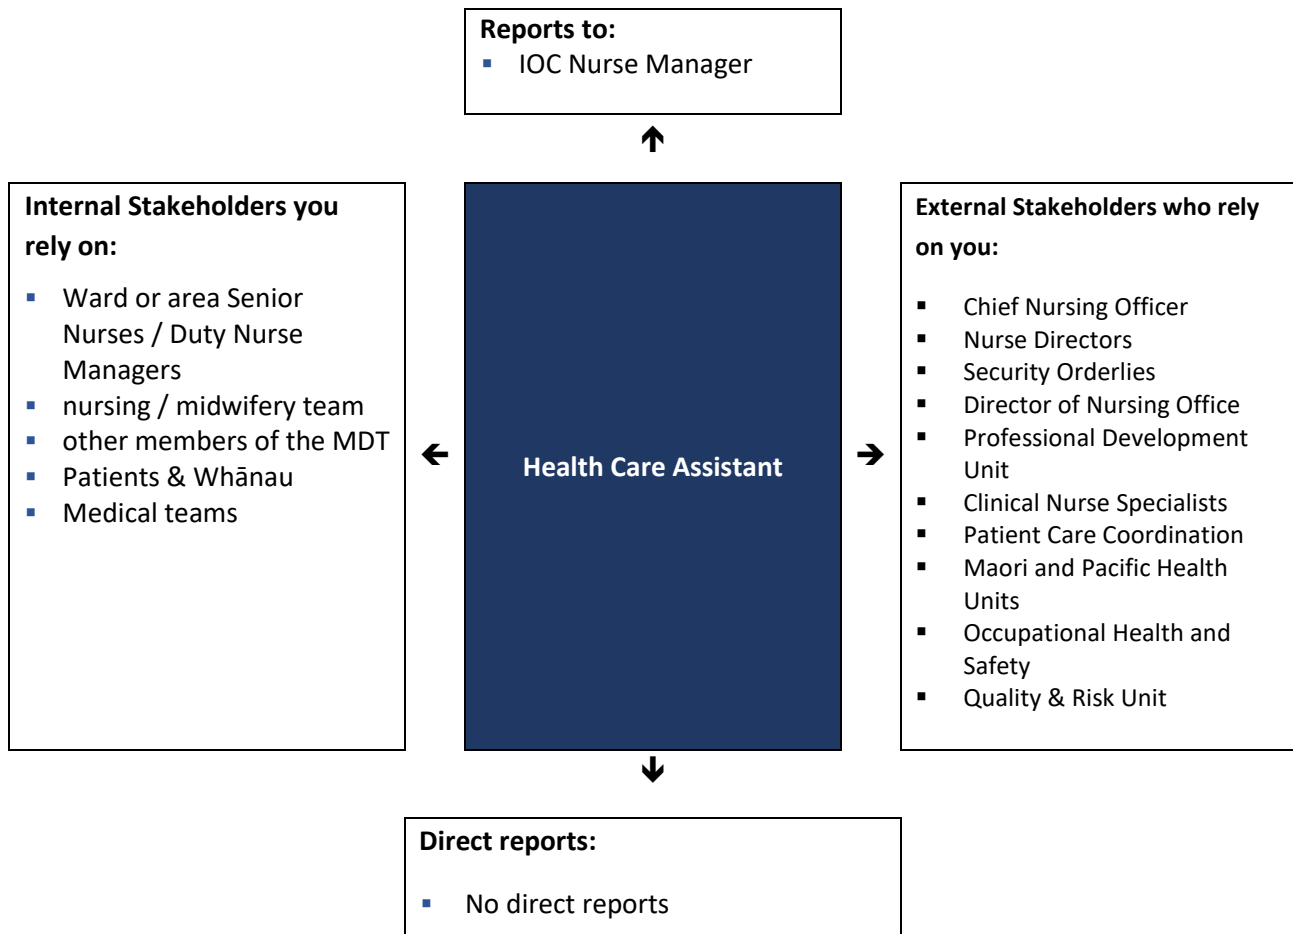 Reports to:
▪ IOC Nurse Manager
Internal Stakeholders you
rely on:
▪ Ward or area Senior
Nurses / Duty Nurse
Managers
▪ nursing / midwifery team
▪ other members of the MDT
▪ Patients & Whānau
▪ Medical teams
Health Care Assistant
External Stakeholders who rely
on you:
▪ Chief Nursing Officer
▪ Nurse Directors
▪ Security Orderlies
▪ Director of Nursing Office
▪ Professional Development
Unit
▪ Clinical Nurse Specialists
▪ Patient Care Coordination
▪ Maori and Pacific Health
Units
▪ Occupational Health and
Safety
▪ Quality & Risk Unit
Direct reports:
▪ No direct reports